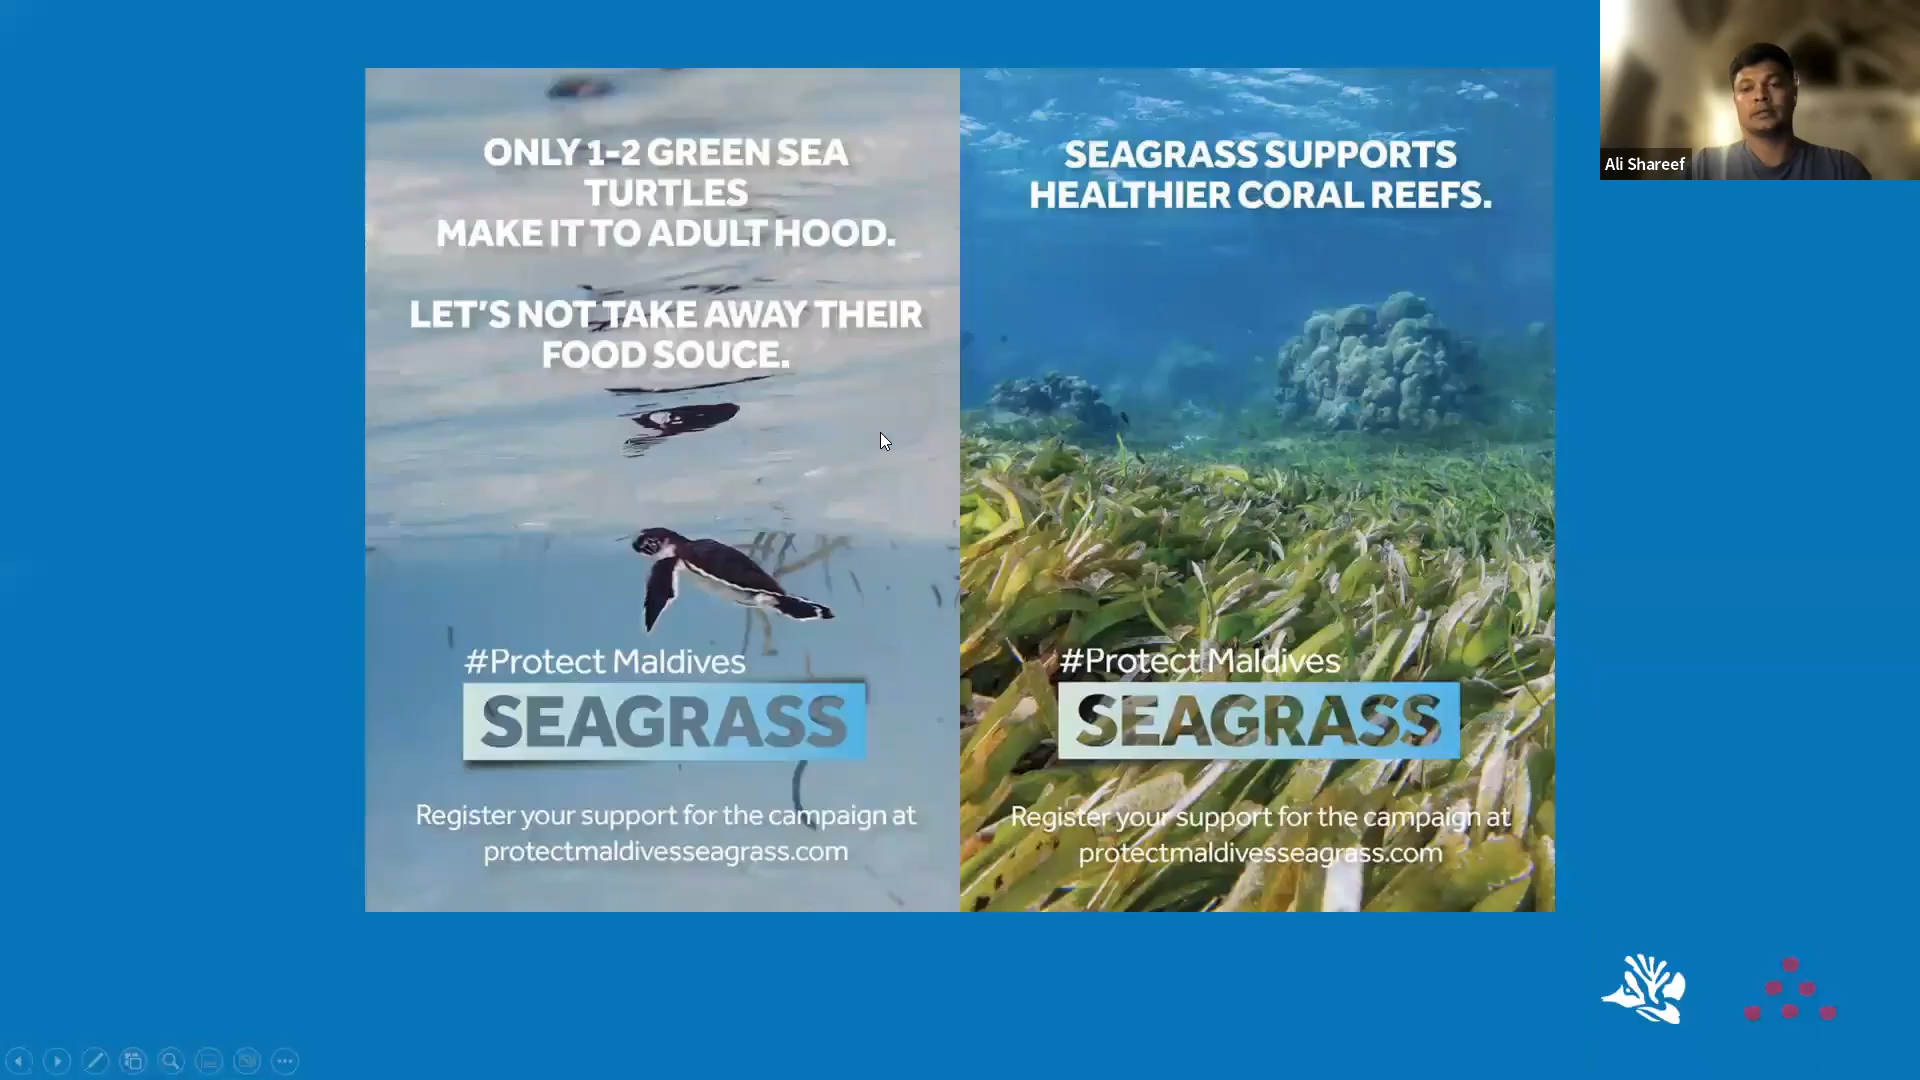 ONLY 1-2 GREEN SEA
TURTLES
MAKE IT TO ADULT HOOD.
LET'S NOT TAKE AWAY THEIR
FOOD SOUCE.
#Protect Maldives
SEAGRASS
Register your support for the campaign at
protectmaldivesseagrass.com
SEAGRASS SUPPORTS
HEALTHIER CORAL REEFS.
#Protect Maldives
SEAGRASS
Register your support for the campaign at
protectmaldivesseagrass.com
Ali Shareef